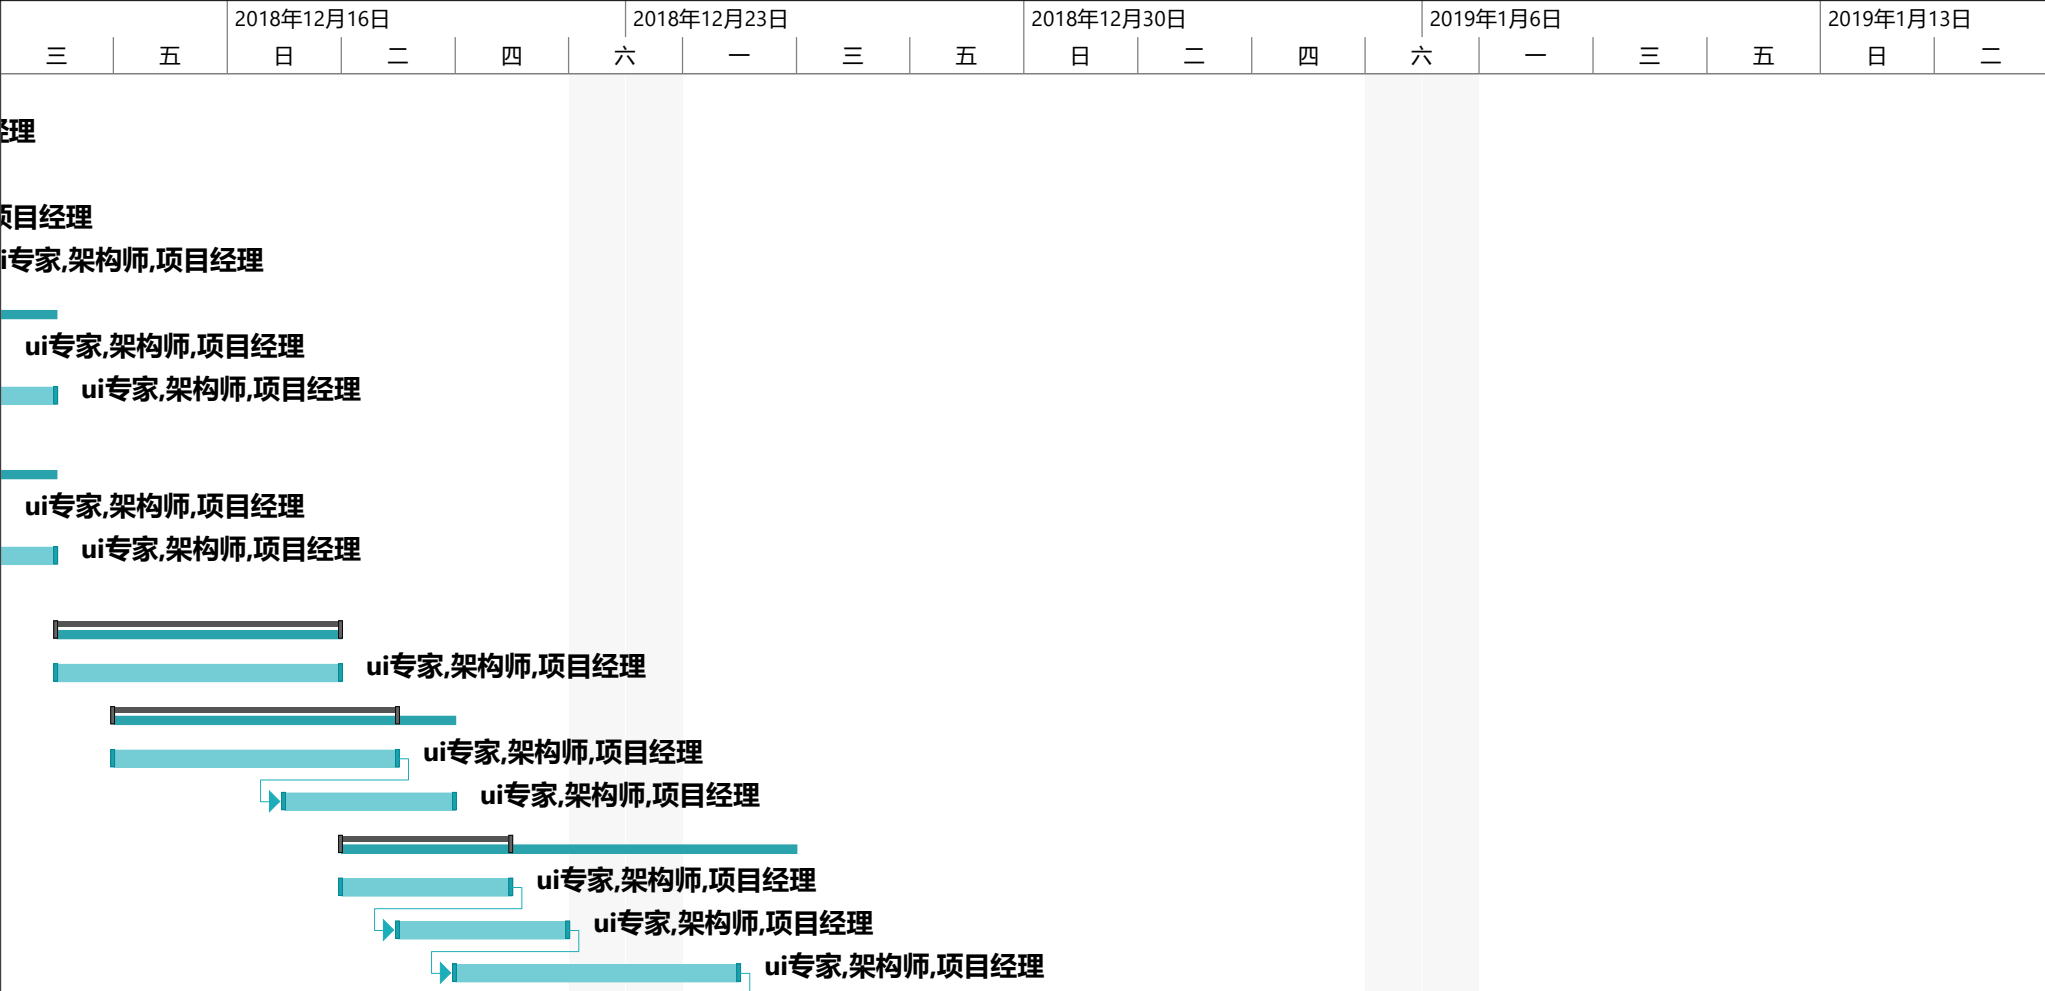 2018年12月16日 2018年12月23日 2018年12月30日 2019年1月6日 2019年1月13日
三 五 日 二 四 六 一 三 五 日 二 四 六 一 三 五 日 二
经理
项目经理
i专家,架构师,项目经理
ui专家,架构师,项目经理
ui专家,架构师,项目经理
ui专家,架构师,项目经理
ui专家,架构师,项目经理
ui专家,架构师,项目经理
ui专家,架构师,项目经理
ui专家,架构师,项目经理
ui专家,架构师,项目经理
ui专家,架构师,项目经理
ui专家,架构师,项目经理